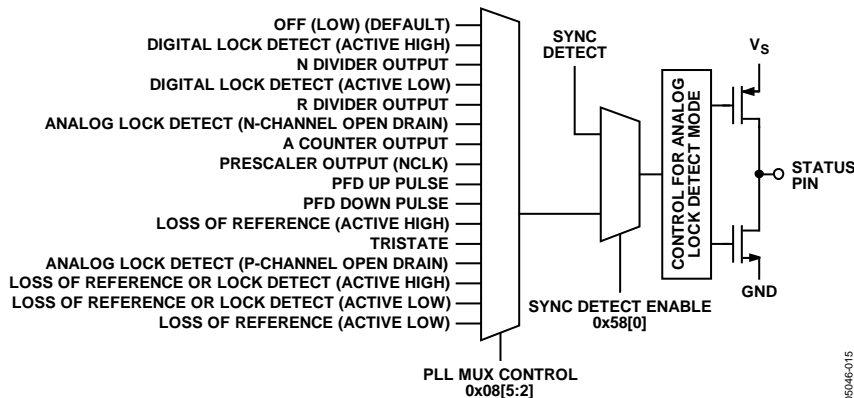 OFF (LOW) (DEFAULT)
DIGITAL LOCK DETECT (ACTIVE HIGH)
N DIVIDER OUTPUT
DIGITAL LOCK DETECT (ACTIVE LOW)
R DIVIDER OUTPUT
ANALOG LOCK DETECT (N-CHANNEL OPEN DRAIN)
A COUNTER OUTPUT
PRESCALER OUTPUT (NCLK)
PFD UP PULSE
PFD DOWN PULSE
LOSS OF REFERENCE (ACTIVE HIGH)
TRISTATE
ANALOG LOCK DETECT (P-CHANNEL OPEN DRAIN)
LOSS OF REFERENCE OR LOCK DETECT (ACTIVE HIGH)
LOSS OF REFERENCE OR LOCK DETECT (ACTIVE LOW)
LOSS OF REFERENCE (ACTIVE LOW)
PLL MUX CONTROL
0x08[5:2]
SYNC
DETECT
SYNC DETECT ENABLE
0x58[0]
CONTROL FOR ANALOG
LOCK DETECT MODE
VS
STATUS
PIN
GND
05046-015